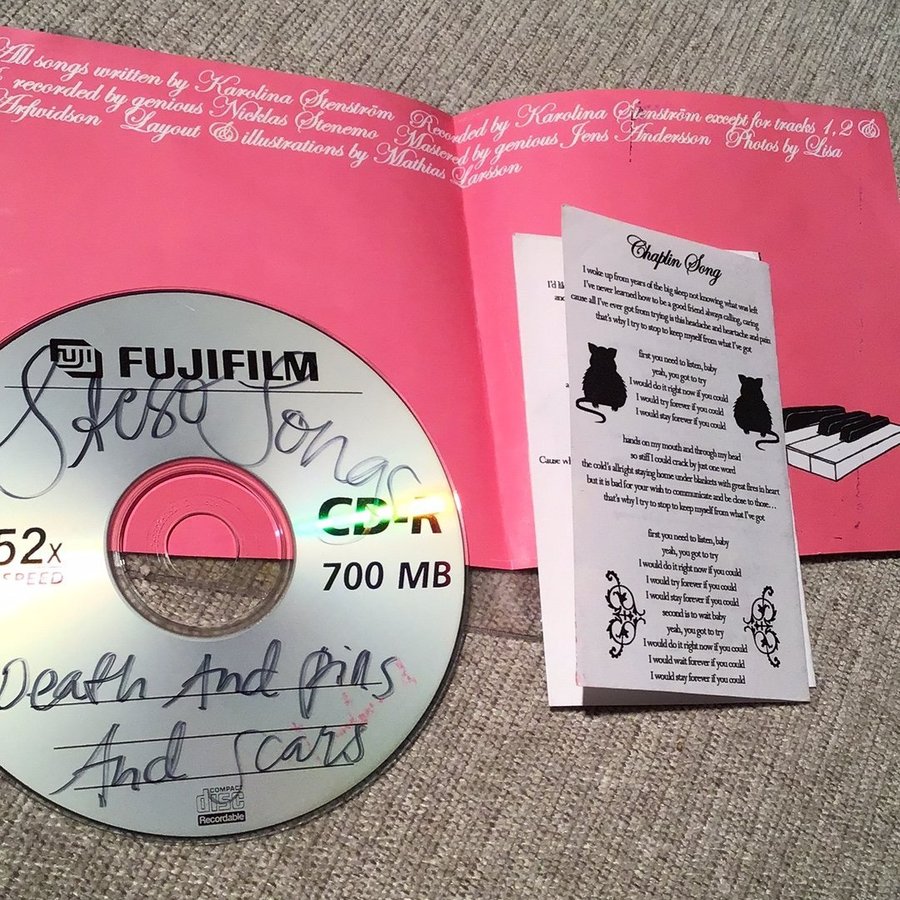 All songs written by Karolina Stenström Recorded by Karolina Stenström except for tracks 1,2 &
recorded by genious Nicklas Stenemo Mastered by genious Jens Andersson Photos by Lisa
Arfwidson Layout & illustrations by Mathias Larsson
FUJI FUJIFILM
Steso Songs
52x
SPEED
CD-R
700 MB
Death And Pins
And Scars
COMPACT
disc
Recordable
Chaplin Song
I woke up from years of the big sleep not knowing what was left
I've never learned how to be a good friend always calling, caring
cause all I've ever got from trying is this headache and heartache and pain
that's why I try to stop to keep myself from what I've got
first you need to listen, baby
yeah, you got to try
I would do it right now if you could
I would try forever if you could
I would stay forever if you could
hands on my mouth and through my head
so stiff I could crack by just one word
the cold's allright staying home under blankets with great fires in heart
but it is bad for your wish to communicate and be close to those...
that's why I try to stop to keep myself from what I've got
first you need to listen, baby
yeah, you got to try
I would do it right now if you could
I would try forever if you could
I would stay forever if you could
second is to wait baby
yeah, you got to try
I would do it right now if you could
I would wait forever if you could
I would stay forever if you could
I'd
Cause